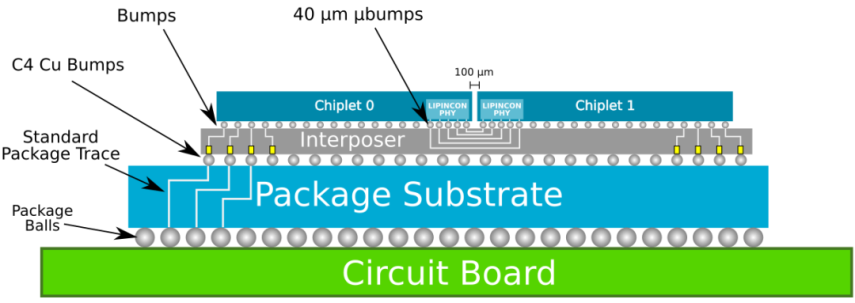 Bumps
40 µm µbumps
C4 Cu Bumps
100 µm
Chiplet 0
LIPINCON
PHY
LIPINCON
PHY
Chiplet 1
Standard
Package Trace
Interposer
Package Substrate
Package
Balls
Circuit Board